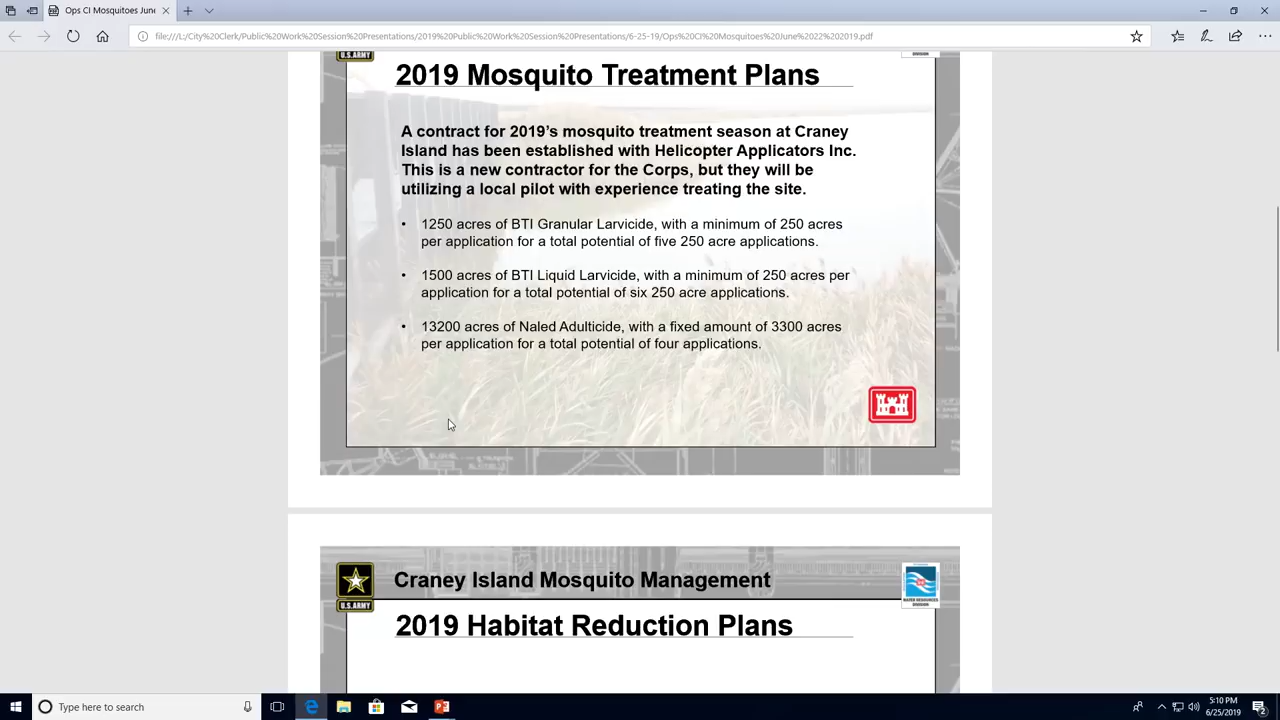 Ops CI Mosquitoes June
file:///L:/City%20Clerk/Public%20Work%20Session%20Presentations/2019%20Public%20Work%20Session%20Presentations/6-25-19/Ops%20CI%20Mosquitoes%20June%2022%202019.pdf
U.S.ARMY
DIVISION
2019 Mosquito Treatment Plans
A contract for 2019's mosquito treatment season at Craney
Island has been established with Helicopter Applicators Inc.
This is a new contractor for the Corps, but they will be
utilizing a local pilot with experience treating the site.
• 1250 acres of BTI Granular Larvicide, with a minimum of 250 acres
per application for a total potential of five 250 acre applications.
• 1500 acres of BTI Liquid Larvicide, with a minimum of 250 acres per
application for a total potential of six 250 acre applications.
• 13200 acres of Naled Adulticide, with a fixed amount of 3300 acres
per application for a total potential of four applications.
Craney Island Mosquito Management
U.S.ARMY
WATER RESOURCES
DIVISION
2019 Habitat Reduction Plans
Type here to search
5:10 PM
6/25/2019